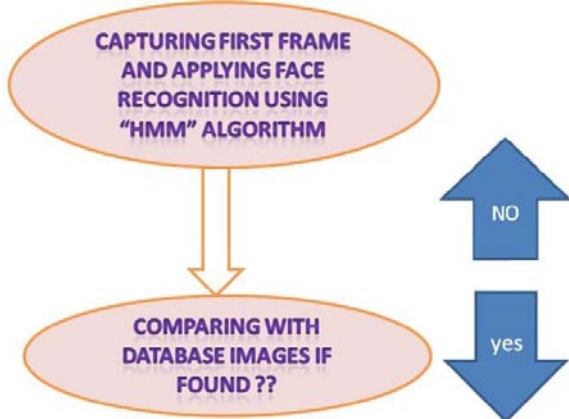 CAPTURING FIRST FRAME
AND APPLYING FACE
RECOGNITION USING
“HMM” ALGORITHM
NO
COMPARING WITH
DATABASE IMAGES IF
FOUND ??
yes